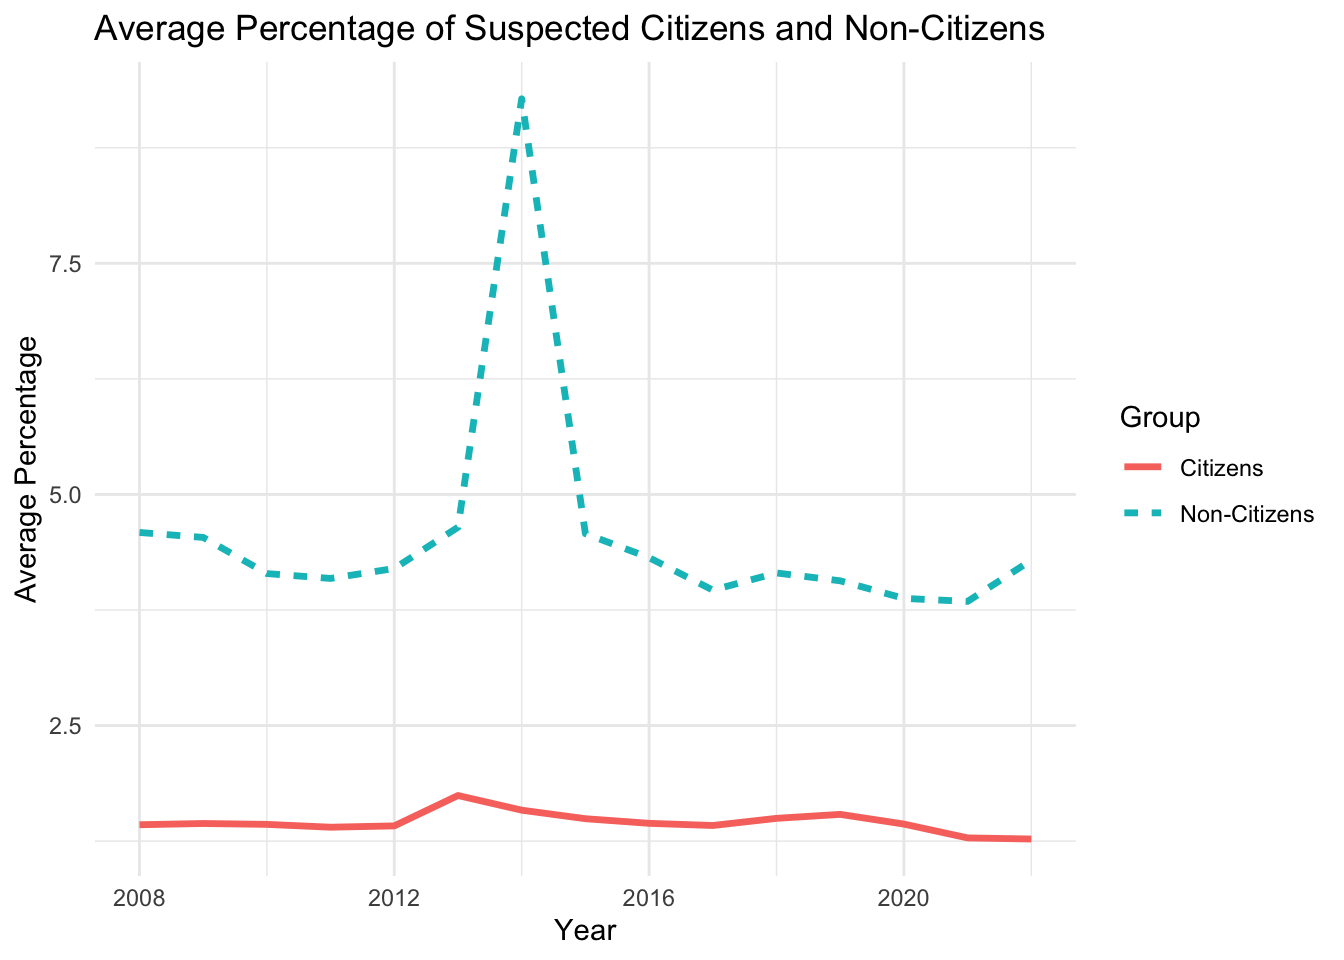 Average Percentage of Suspected Citizens and Non-Citizens
Average Percentage
7.5
5.0
2.5
2008
2012
2016
2020
Year
Group
Citizens
Non-Citizens